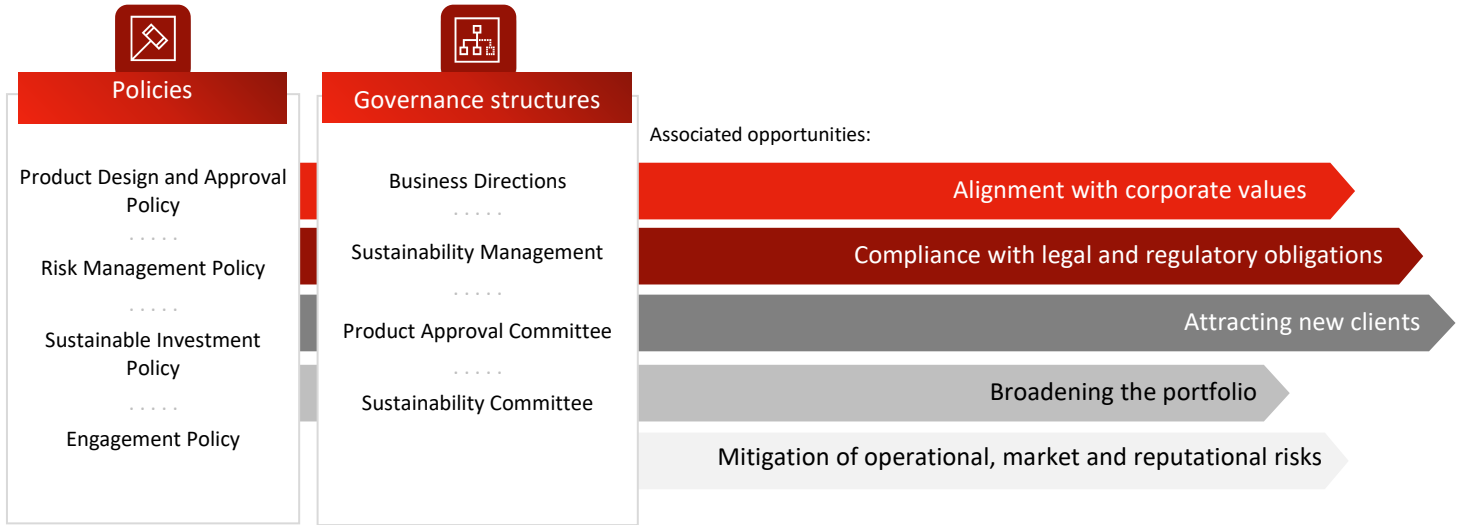 Policies
Product Design and Approval
Policy
.....
Risk Management Policy
.....
Sustainable Investment
Policy
.....
Engagement Policy
Governance structures
Business Directions
.....
Sustainability Management
.....
Product Approval Committee
.....
Sustainability Committee
Associated opportunities:
Alignment with corporate values
Compliance with legal and regulatory obligations
Attracting new clients
Broadening the portfolio
Mitigation of operational, market and reputational risks